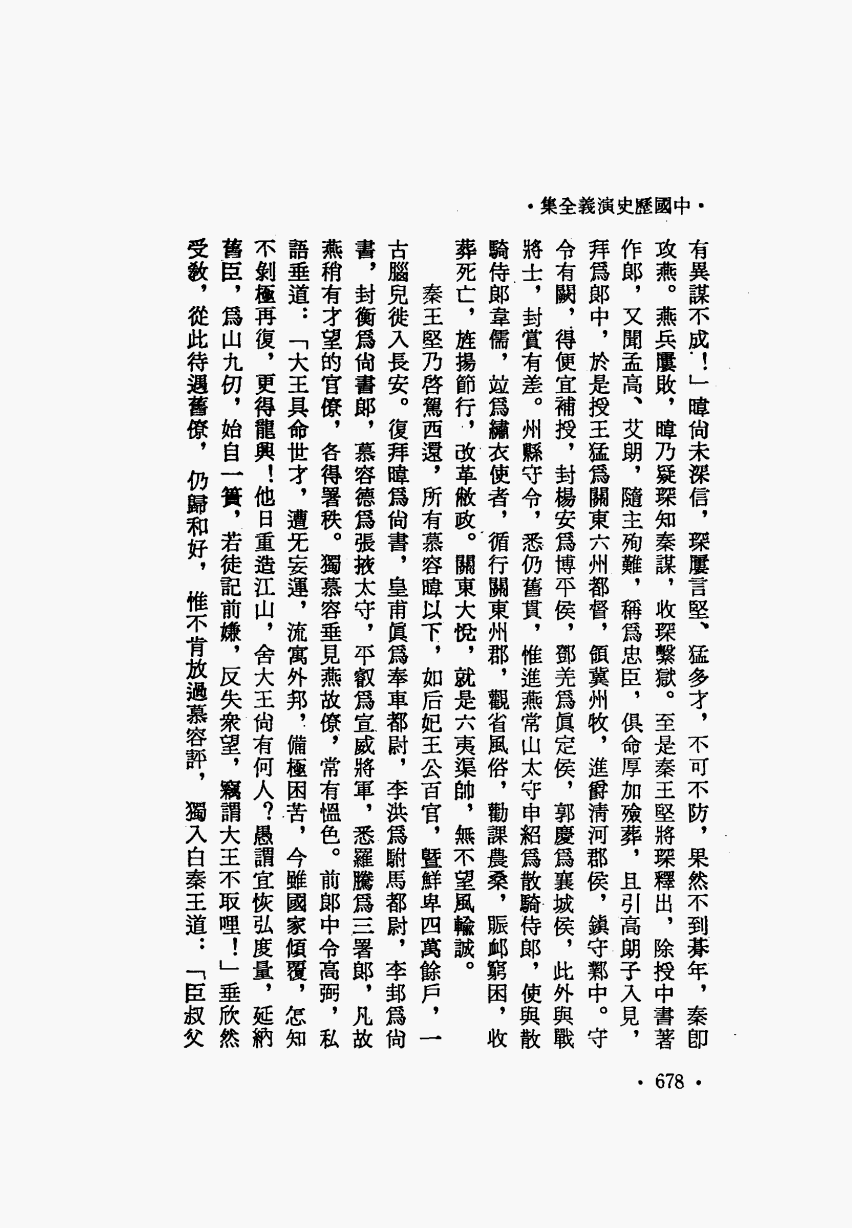 •中國歷史演義全集•
有異謀不成！」暐尙未深信，琛屢言堅、猛多才，不可不防，果然不到朞年，秦卽
攻燕。燕兵屢敗，暐乃疑琛知秦謀，收琛繫獄。至是秦王堅將琛釋出，除授中書著
作郞，又聞孟高、艾朗，隨主殉難，稱爲忠臣，俱命厚加殮葬，且引高朗子入見，
拜爲郞中，於是授王猛爲關東六州都督，領冀州牧，進爵淸河郡侯，鎭守鄴中。守
令有闕，得便宜補授，封楊安爲博平侯，鄧羌爲眞定侯，郭慶爲襄城侯，此外與戰
將士，封賞有差。州縣守令，悉仍舊貫，惟進燕常山太守申紹爲散騎侍郞，使與散
騎侍郞韋儒，竝爲繡衣使者，循行關東州郡，觀省風俗，勸課農桑，賑卹窮困，收
葬死亡，旌揚節行，改革敝政。關東大悅，就是六夷渠帥，無不望風輸誠。
秦王堅乃啓駕西還，所有慕容暐以下，如后妃王公百官，曁鮮卑四萬餘戶，一
古腦兒徙入長安。復拜暐爲尙書，皇甫眞爲奉車都尉，李洪爲駙馬都尉，李邽爲尙
書，封衡爲尙書郞，慕容德爲張掖太守，平叡爲宣威將軍，悉羅騰爲三署郞，凡故
燕稍有才望的官僚，各得署秩。獨慕容垂見燕故僚，常有慍色。前郞中令高弼，私
語垂道：「大王具命世才，遭无妄運，流寓外邦，備極困苦，今雖國家傾覆，怎知
不剝極再復，更得龍興！他日重造江山，舍大王尙有何人？愚謂宜恢弘度量，延納
舊臣，爲山九仞，始自一簣，若徒記前嫌，反失衆望，竊謂大王不取哩！」垂欣然
受敎，從此待遇舊僚，仍歸和好，惟不肯放過慕容評，獨入白秦王道：「臣叔父
• 678 •